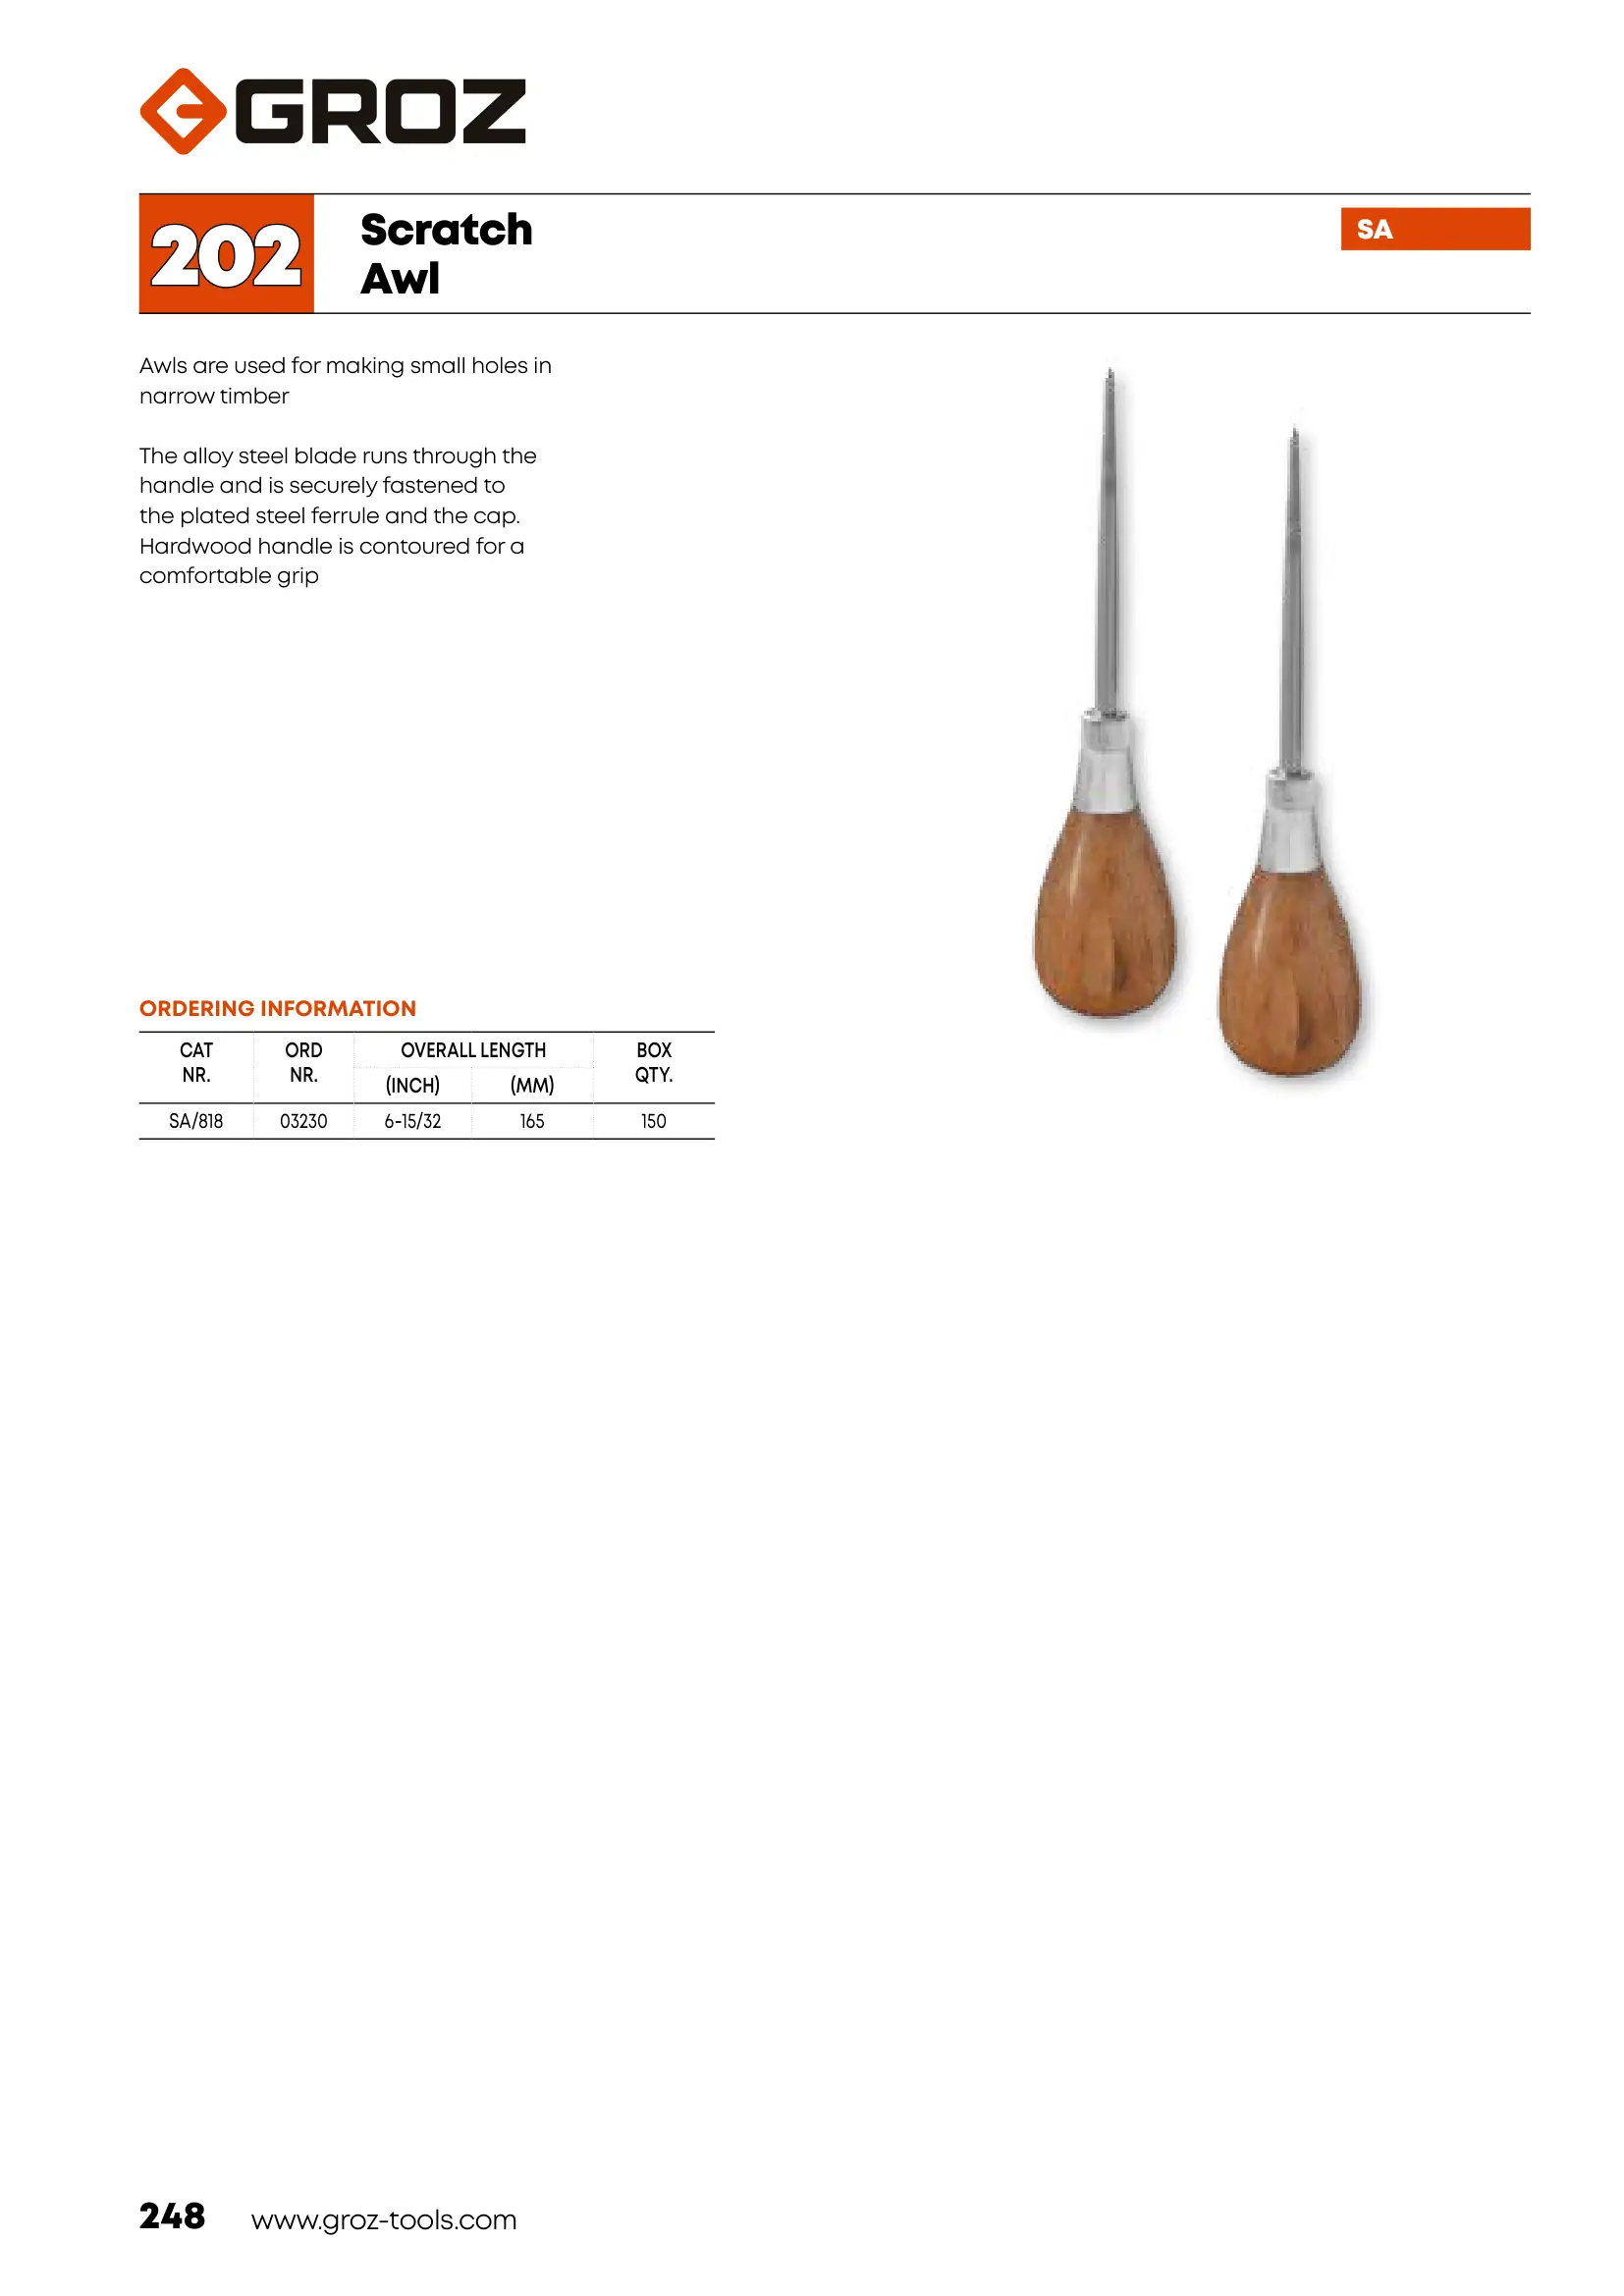 GROZ
202
Scratch
Awl
SA
Awls are used for making small holes in
narrow timber
The alloy steel blade runs through the
handle and is securely fastened to
the plated steel ferrule and the cap.
Hardwood handle is contoured for a
comfortable grip
ORDERING INFORMATION
CAT NR. ORD NR. OVERALL LENGTH BOX QTY.
(INCH) (MM)
SA/818 03230 6-15/32 165 150
248 www.groz-tools.com